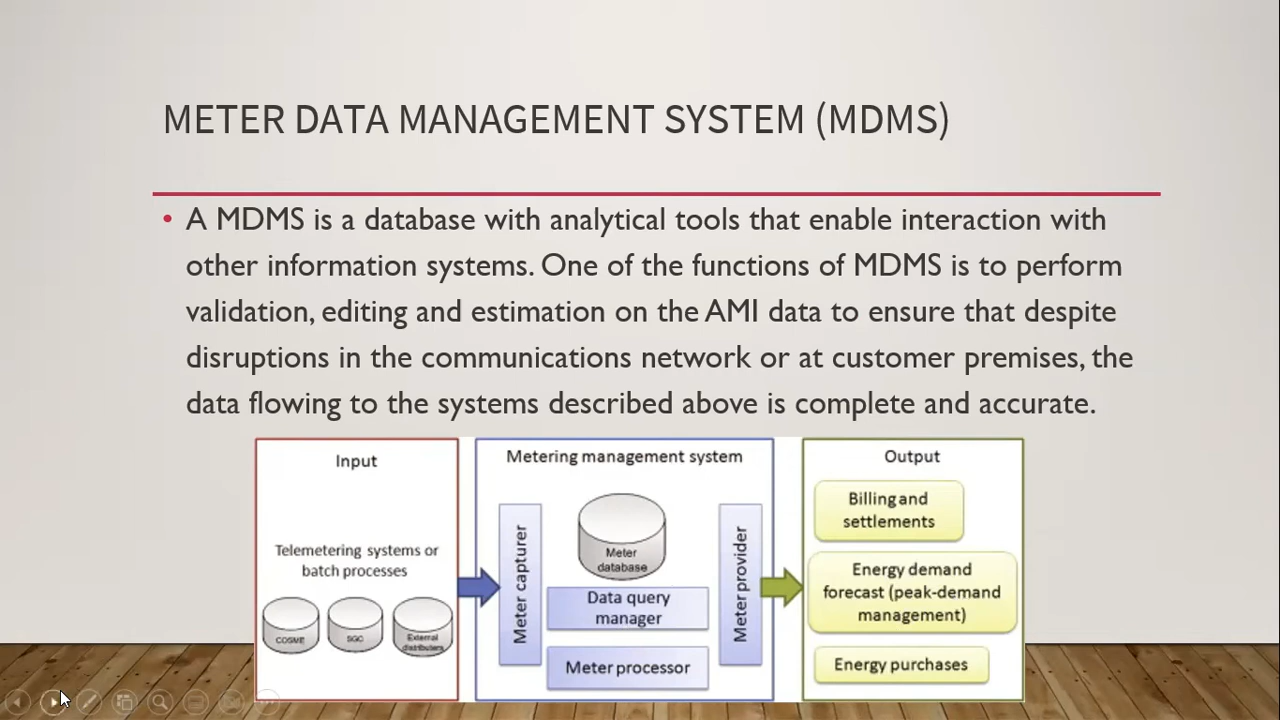 METER DATA MANAGEMENT SYSTEM (MDMS)
• A MDMS is a database with analytical tools that enable interaction with
other information systems. One of the functions of MDMS is to perform
validation, editing and estimation on the AMI data to ensure that despite
disruptions in the communications network or at customer premises, the
data flowing to the systems described above is complete and accurate.
Input
Telemetering systems or
batch processes
COSME
SGC
External
distributers
Metering management system
Meter capturer
Meter
database
Data query
manager
Meter processor
Meter provider
Output
Billing and
settlements
Energy demand
forecast (peak-demand
management)
Energy purchases